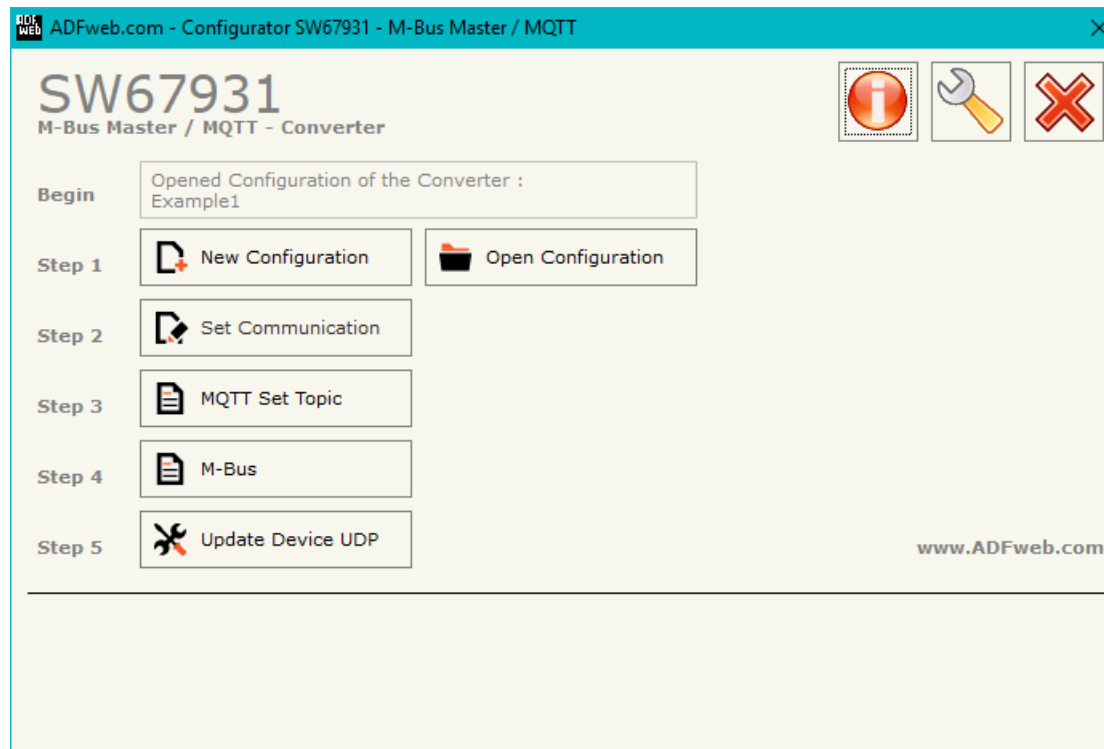 ADF web ADFweb.com - Configurator SW67931 - M-Bus Master / MQTT
SW67931
M-Bus Master / MQTT - Converter
Begin
Opened Configuration of the Converter :
Example1
Step 1
New Configuration
Open Configuration
Step 2
Set Communication
Step 3
MQTT Set Topic
Step 4
M-Bus
Step 5
Update Device UDP
www.ADFweb.com